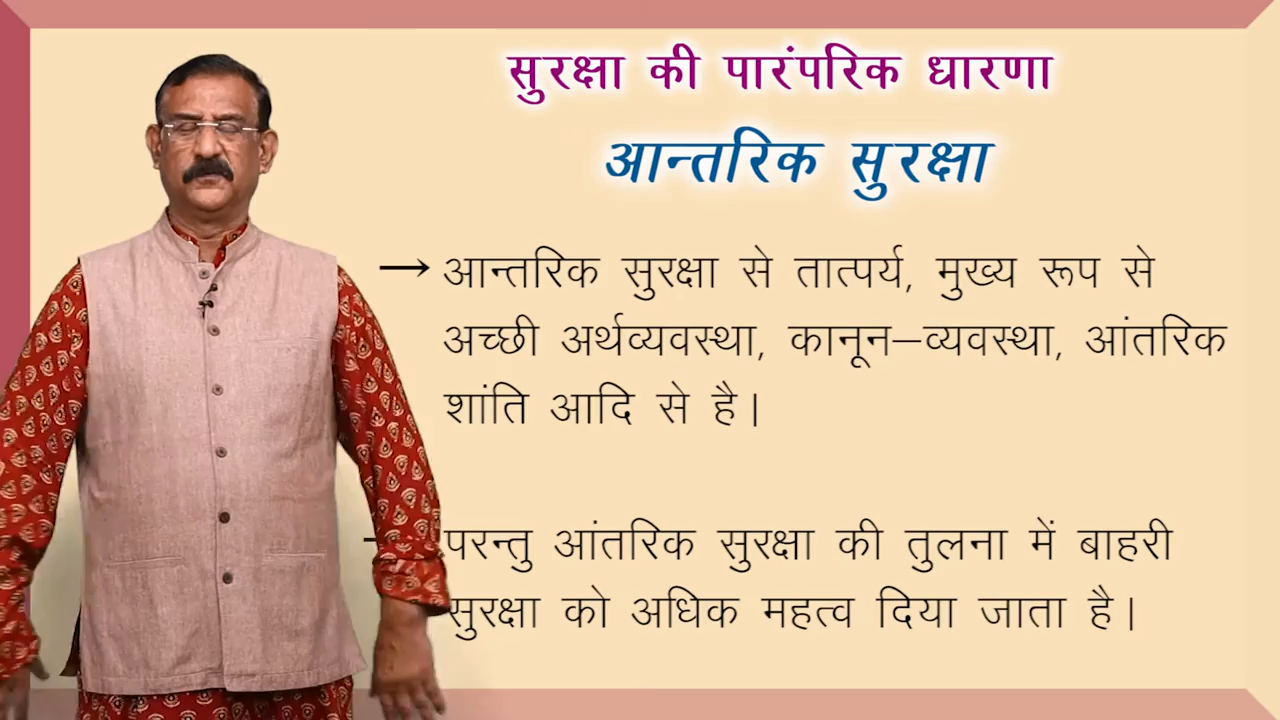 सुरक्षा की पारंपरिक धारणा
आन्तरिक सुरक्षा
→ आन्तरिक सुरक्षा से तात्पर्य, मुख्य रूप से
अच्छी अर्थव्यवस्था, कानून–व्यवस्था, आंतरिक
शांति आदि से है।
परन्तु आंतरिक सुरक्षा की तुलना में बाहरी
सुरक्षा को अधिक महत्व दिया जाता है।